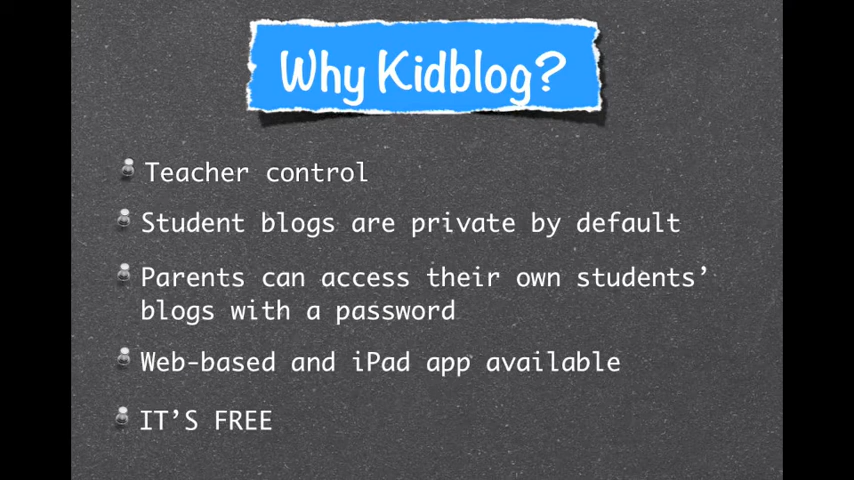 Why Kidblog?
Teacher control
Student blogs are private by default
Parents can access their own students’
blogs with a password
Web-based and iPad app available
IT’S FREE